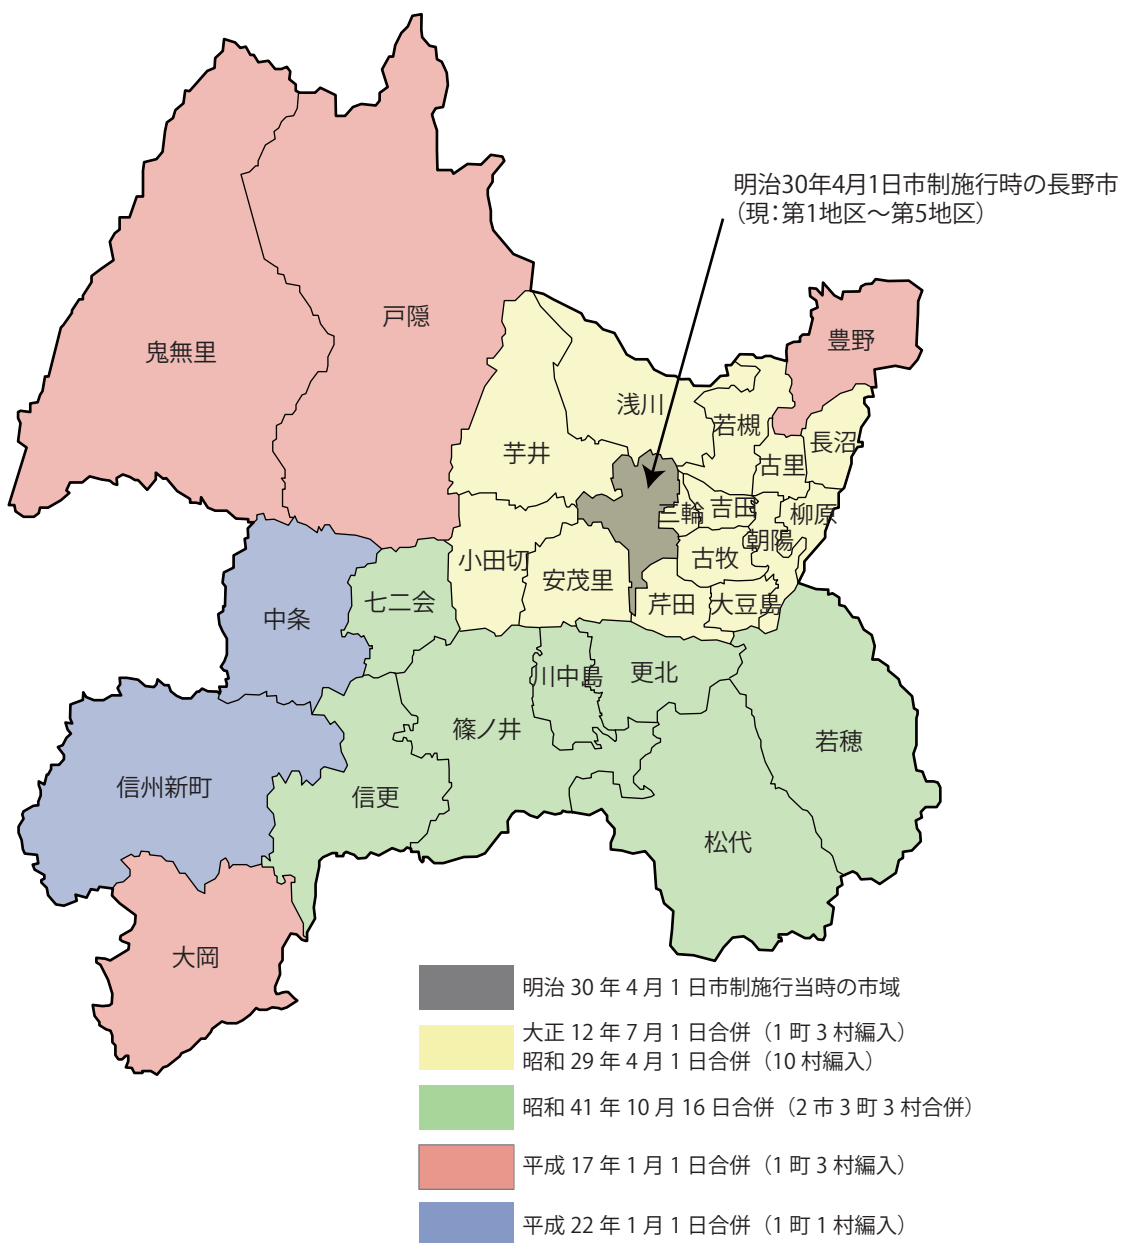 明治30年4月1日市制施行時の長野市
（現：第1地区～第5地区）
豊野
戸隠
鬼無里
浅川
若槻
長沼
芋井
古里
三輪
吉田
柳原
朝陽
小田切
古牧
安茂里
七二会
芹田
大豆島
中条
川中島
更北
篠ノ井
若穂
信州新町
信更
松代
大岡
明治 30 年 4 月 1 日市制施行当時の市域
大正 12 年 7 月 1 日合併（1 町 3 村編入）
昭和 29 年 4 月 1 日合併（10 村編入）
昭和 41 年 10 月 16 日合併（2 市 3 町 3 村合併）
平成 17 年 1 月 1 日合併（1 町 3 村編入）
平成 22 年 1 月 1 日合併（1 町 1 村編入）